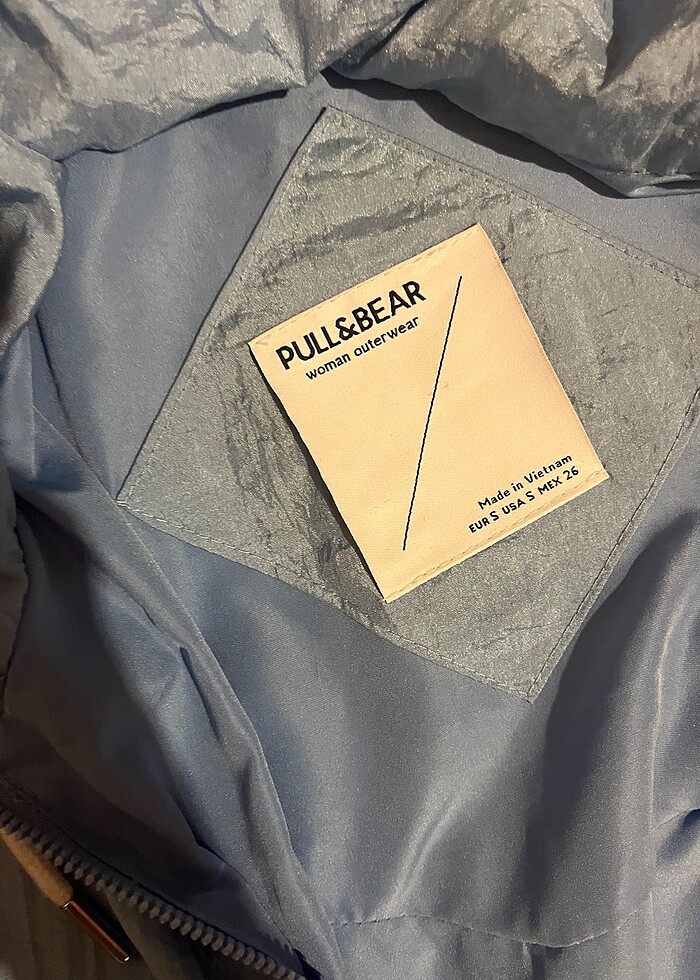 PULL&BEAR
woman outerwear
Made in Vietnam
EUR S USA S MEX 26